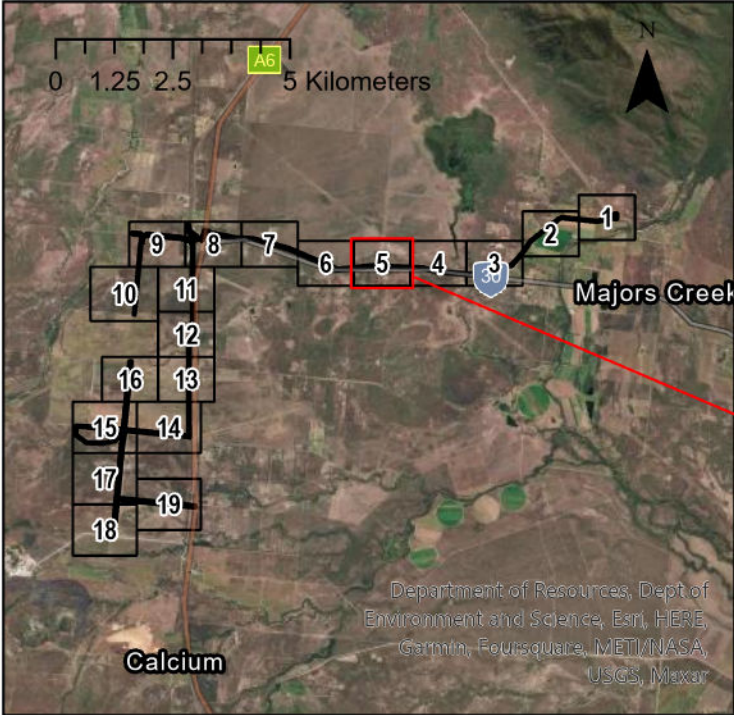 A6
N
0 1.25 2.5 5 Kilometers
1
2
9 8 7
6 5 4 3
30
10 11
Majors Creek
12
16 13
15 14
17
19
18
Department of Resources, Dept of
Environment and Science, Esri, HERE,
Garmin, Foursquare, METI/NASA,
USGS, Maxar
Calcium